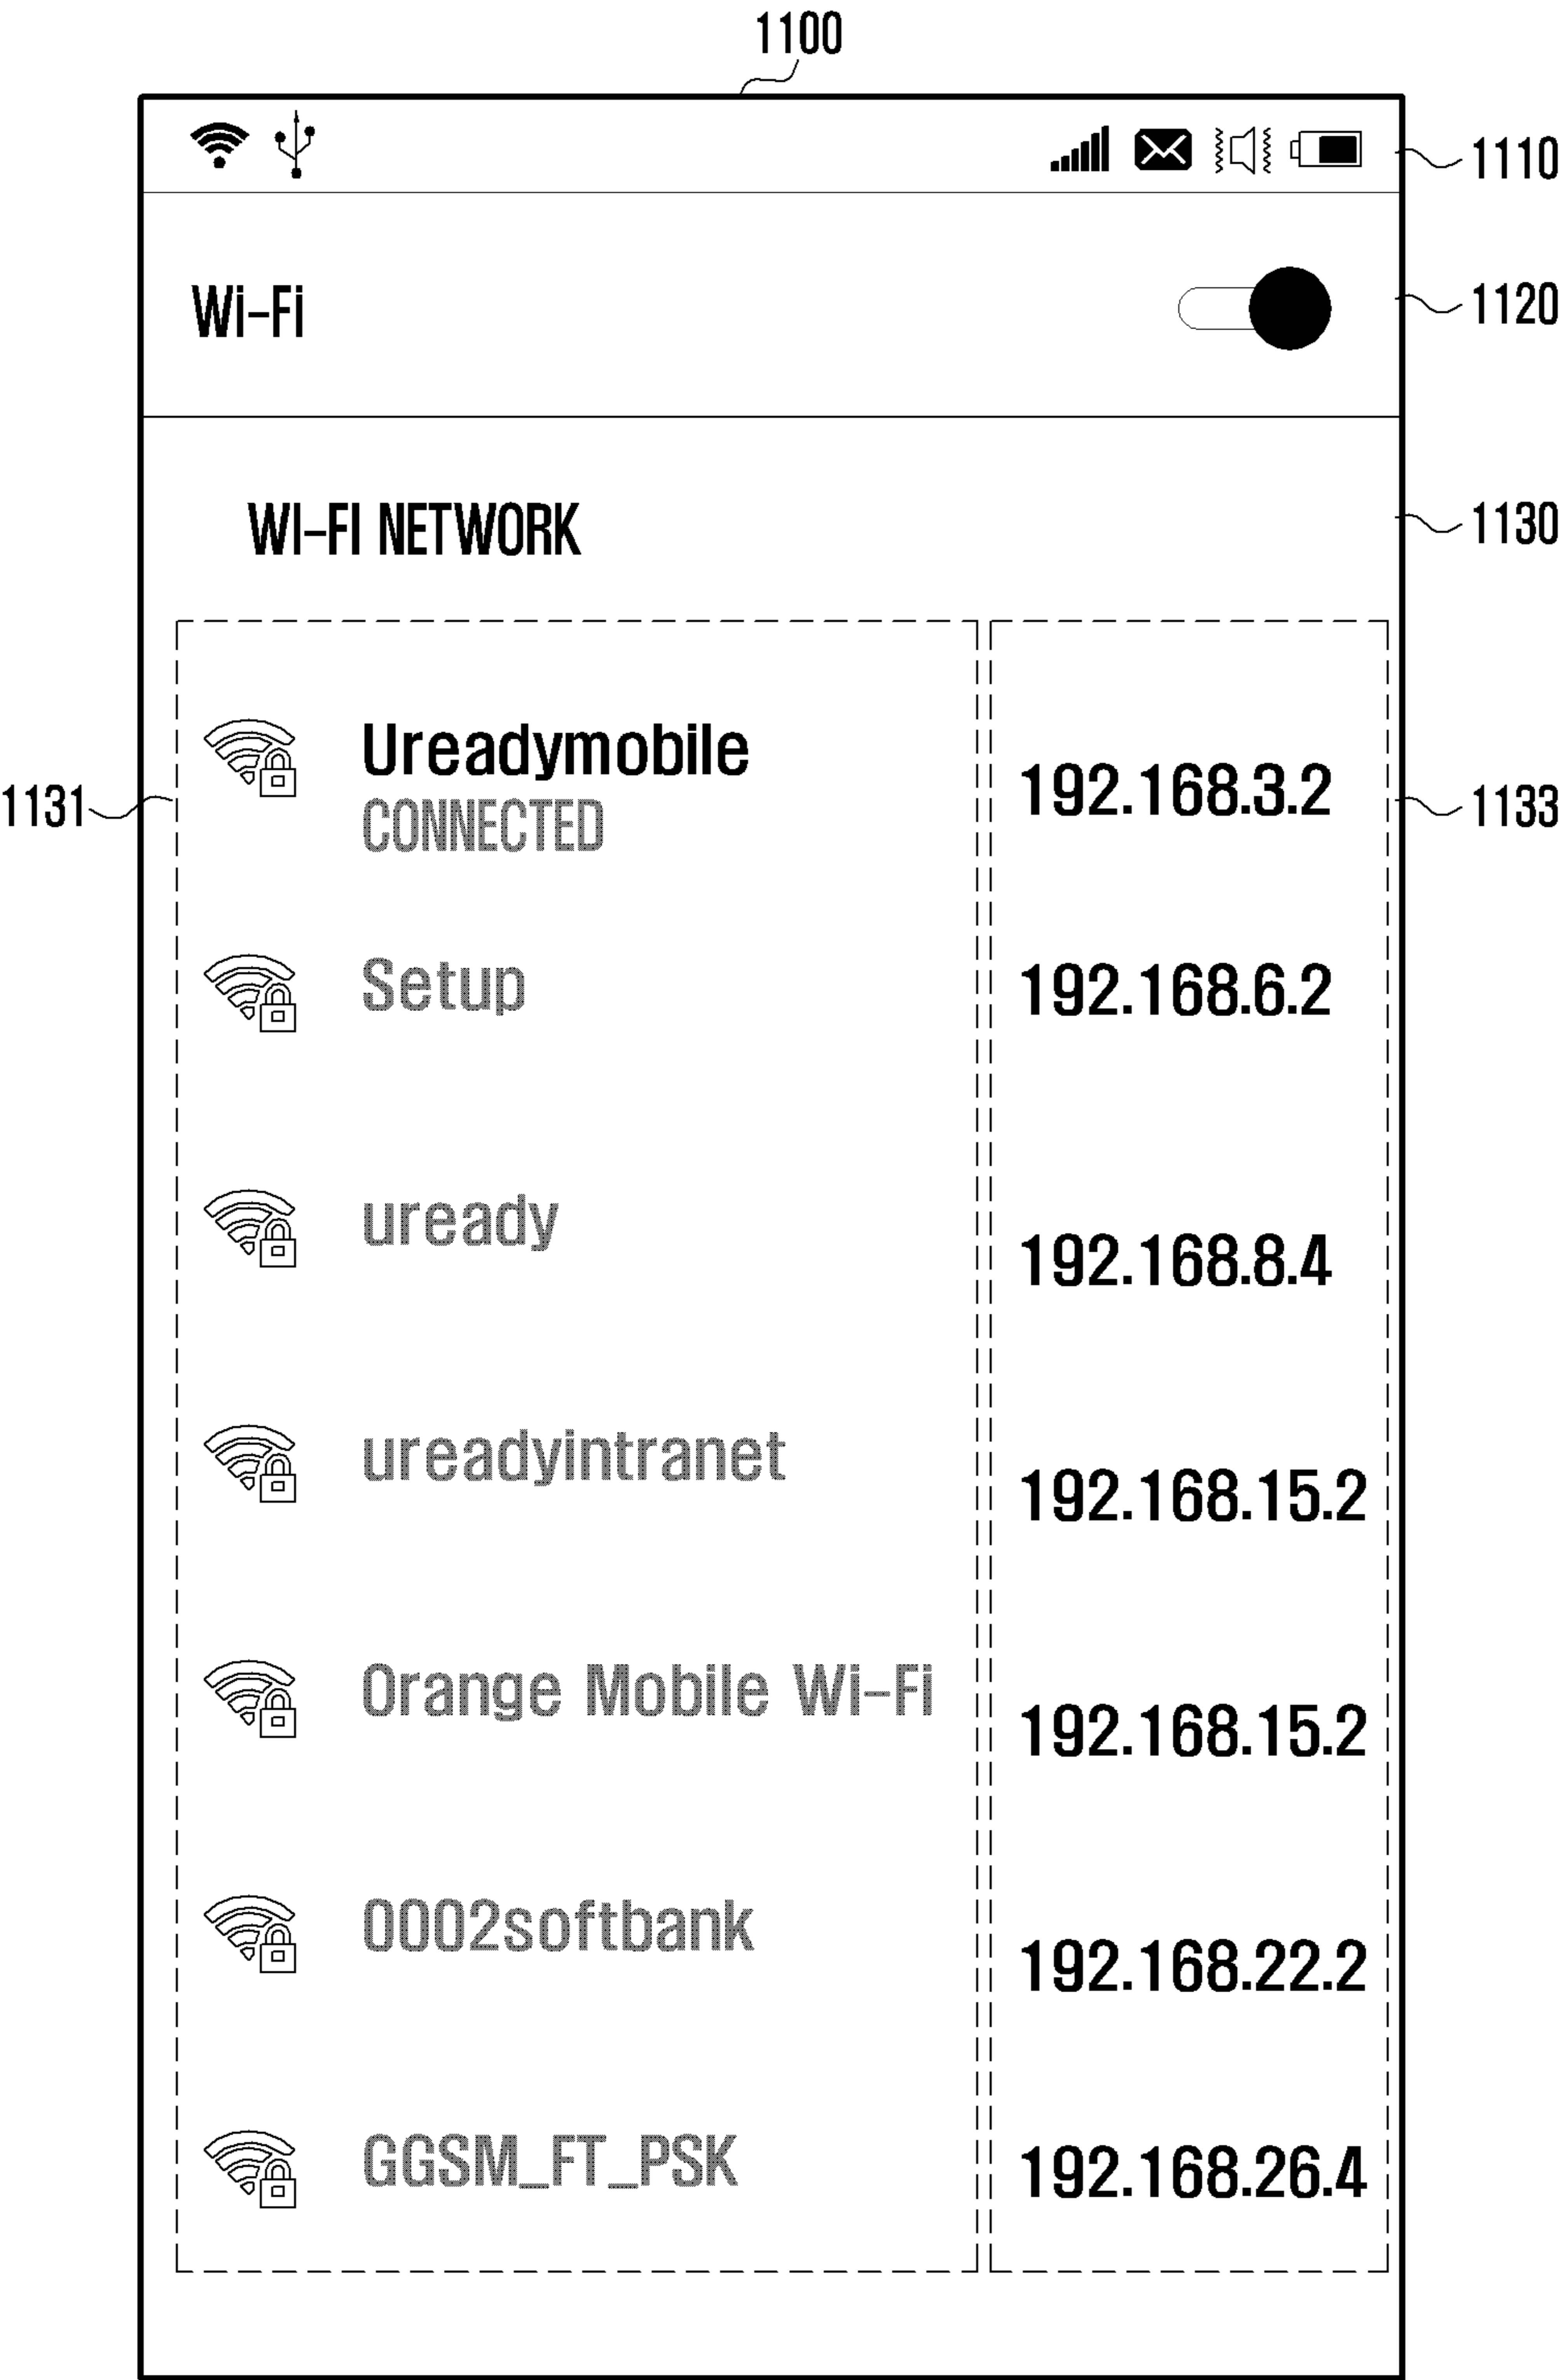 1100
1110
Wi-Fi
1120
WI-FI NETWORK
1130
1131
Ureadymobile
CONNECTED
192.168.3.2
1133
Setup
192.168.6.2
uready
192.168.8.4
ureadyintranet
192.168.15.2
Orange Mobile Wi-Fi
192.168.15.2
0002softbank
192.168.22.2
GGSM_FT_PSK
192.168.26.4